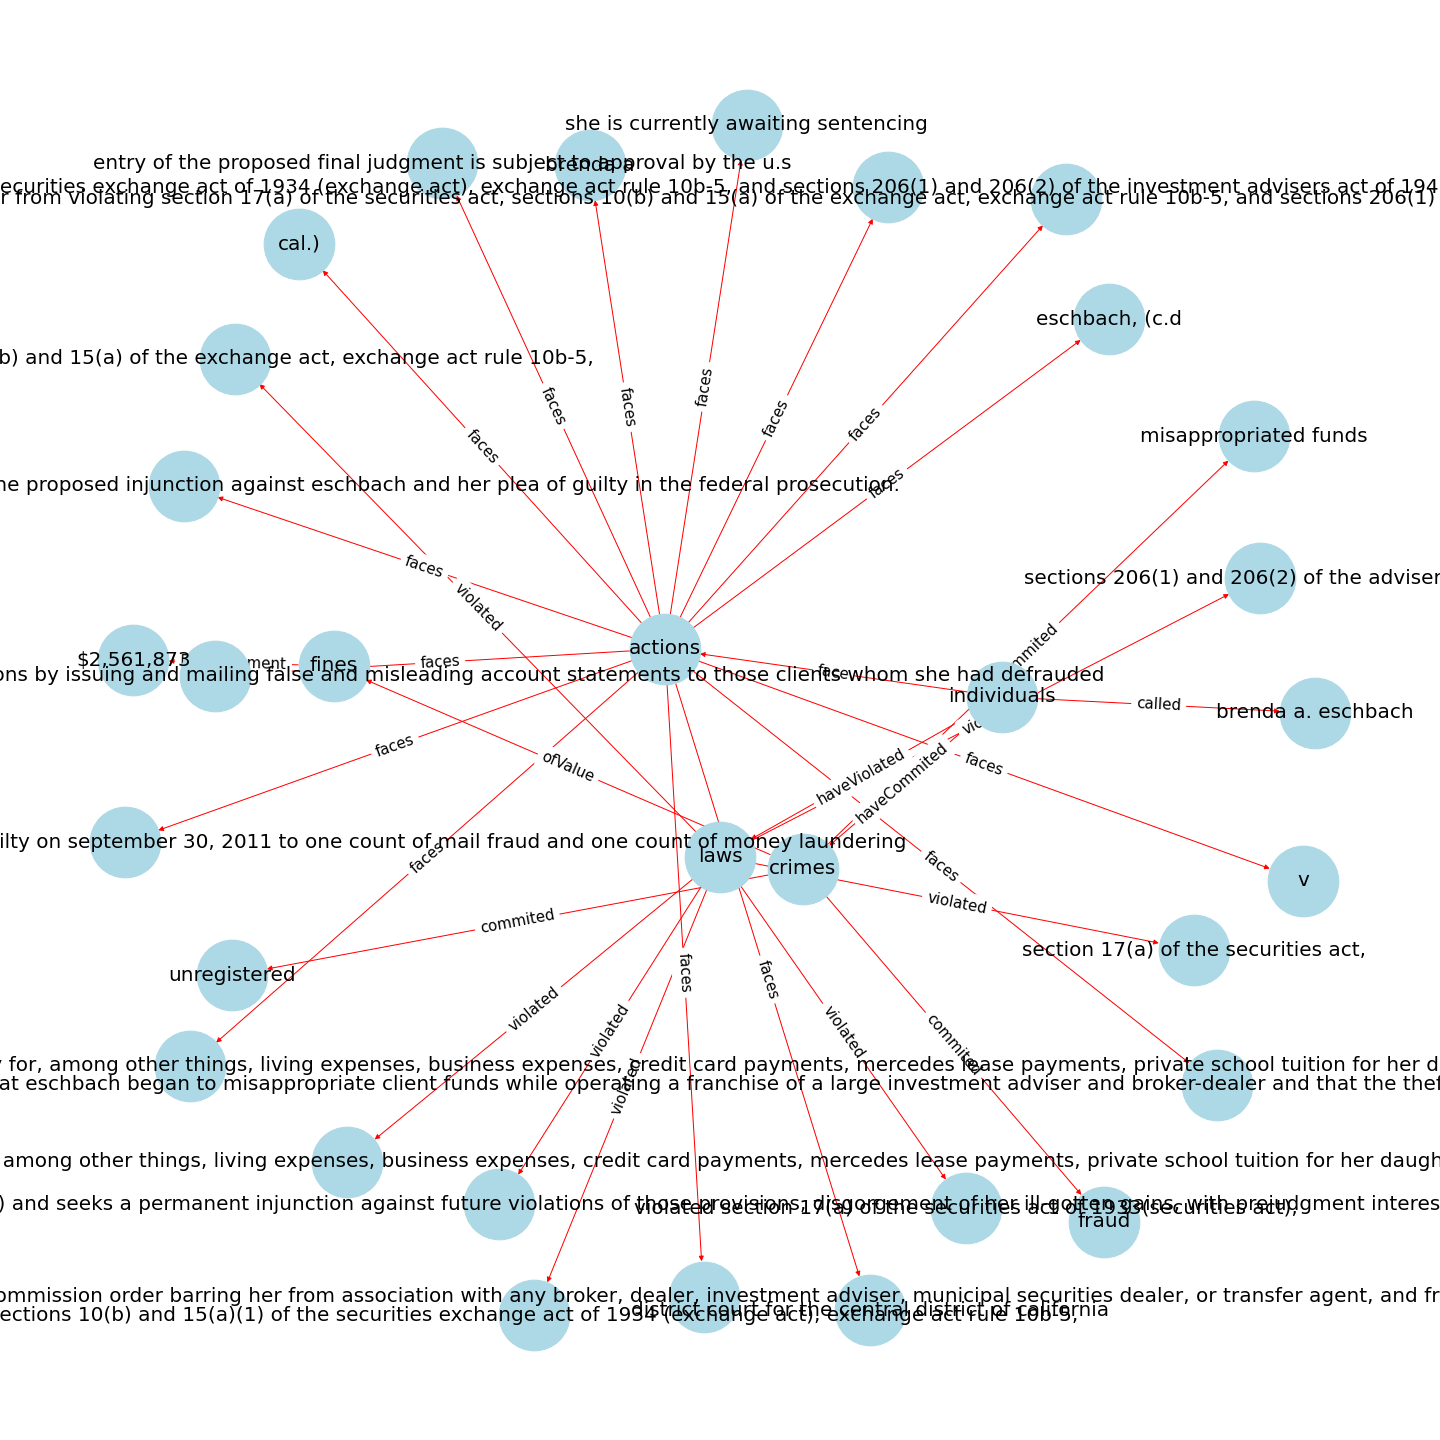 she is currently awaiting sentencing
entry of the proposed final judgment is subject to approval by the u.s
brenda a
securities exchange act of 1934 (exchange act), exchange act rule 10b-5, and sections 206(1) and 206(2) of the investment advisers act of 194
r from violating section 17(a) of the securities act, sections 10(b) and 15(a) of the exchange act, exchange act rule 10b-5, and sections 206(1)
cal.)
eschbach, (c.d
b) and 15(a) of the exchange act, exchange act rule 10b-5,
faces
faces
faces
faces
faces
faces
misappropriated funds
faces
he proposed injunction against eschbach and her plea of guilty in the federal prosecution.
faces
sections 206(1) and 206(2) of the adviser
violated
actions
commited
$2,561,873
ment
fines
faces
face
ons by issuing and mailing false and misleading account statements to those clients whom she had defrauded
individuals
called
brenda a. eschbach
faces
ofValue
haveViolated
haveCommited
faces
ilty on september 30, 2011 to one count of mail fraud and one count of money laundering
laws
crimes
faces
faces
v
commited
violated
section 17(a) of the securities act,
unregistered
faces
faces
violated
violated
violated
commited
y for, among other things, living expenses, business expenses, credit card payments, mercedes lease payments, private school tuition for her d
at eschbach began to misappropriate client funds while operating a franchise of a large investment adviser and broker-dealer and that the thef
violated
among other things, living expenses, business expenses, credit card payments, mercedes lease payments, private school tuition for her daugh
) and seeks a permanent injunction against future violations of those provisions, disgorgement of her ill-gotten gains, with prejudgment interes
violated section 17(a) of the securities act of 1933(securities act),
fraud
ommission order barring her from association with any broker, dealer, investment adviser, municipal securities dealer, or transfer agent, and fr
district court for the central district of california
ections 10(b) and 15(a)(1) of the securities exchange act of 1934 (exchange act), exchange act rule 10b-5,